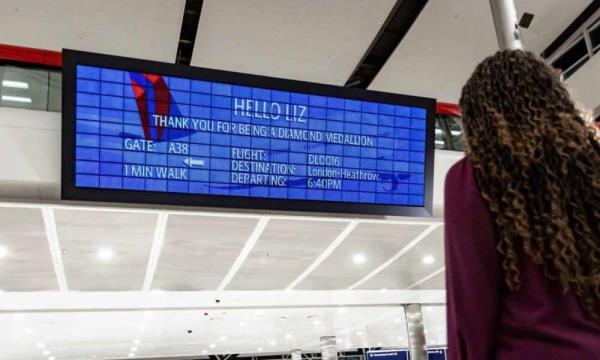 HELLO LIZ
THANK YOU FOR BEING A DIAMOND MEDALLION
GATE: A38
1 MIN WALK
FLIGHT: DL0016
DESTINATION: London-Heathrow
DEPARTING: 6:40PM